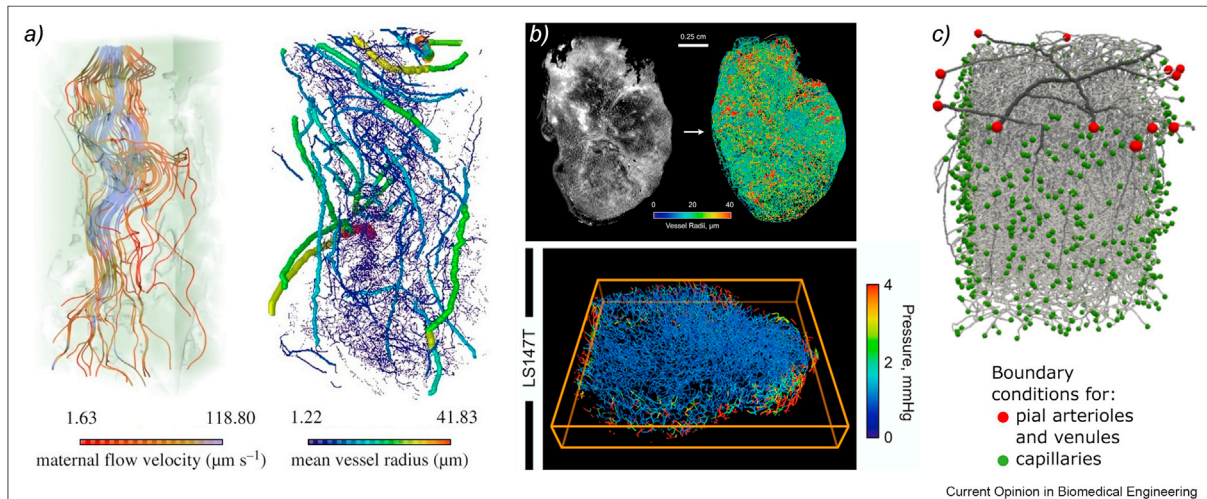 a)
1.63
118.80
maternal flow velocity (μm s⁻¹)
1.22
41.83
mean vessel radius (μm)
b)
0.25 cm
0
20
40
Vessel Radii, μm
LS147T
4
2
0
Pressure, mmHg
c)
Boundary
conditions for:
pial arterioles
and venules
capillaries
Current Opinion in Biomedical Engineering